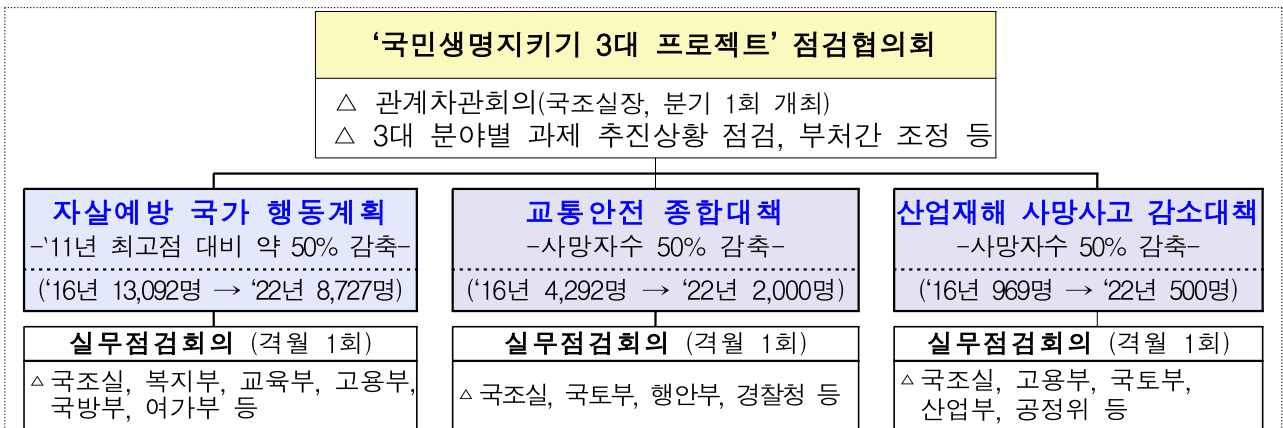 ‘국민생명지키기 3대 프로젝트’ 점검협의회
△ 관계차관회의(국조실장, 분기 1회 개최)
△ 3대 분야별 과제 추진상황 점검, 부처간 조정 등
자살예방 국가 행동계획
-‘11년 최고점 대비 약 50% 감축-
(‘16년 13,092명 → ‘22년 8,727명)
실무점검회의 (격월 1회)
△ 국조실, 복지부, 교육부, 고용부,
국방부, 여가부 등
교통안전 종합대책
-사망자수 50% 감축-
(‘16년 4,292명 → ‘22년 2,000명)
실무점검회의 (격월 1회)
△ 국조실, 국토부, 행안부, 경찰청 등
산업재해 사망사고 감소대책
-사망자수 50% 감축-
(‘16년 969명 → ‘22년 500명)
실무점검회의 (격월 1회)
△ 국조실, 고용부, 국토부,
산업부, 공정위 등